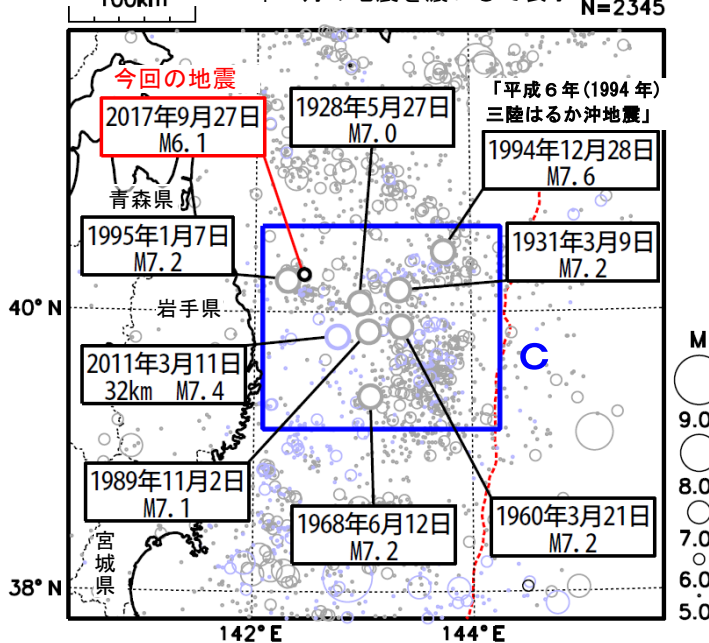 100km
N=2345
今回の地震
2017年9月27日
M6.1
1928年5月27日
M7.0
「平成６年(1994 年)
三陸はるか沖地震」
1994年12月28日
M7.6
青森県
1995年1月7日
M7.2
1931年3月9日
M7.2
40°N
岩手県
2011年3月11日
32km M7.4
C
M
9.0
8.0
7.0
6.0
5.0
1989年11月2日
M7.1
1968年6月12日
M7.2
1960年3月21日
M7.2
宮城県
38°N
142°E
144°E